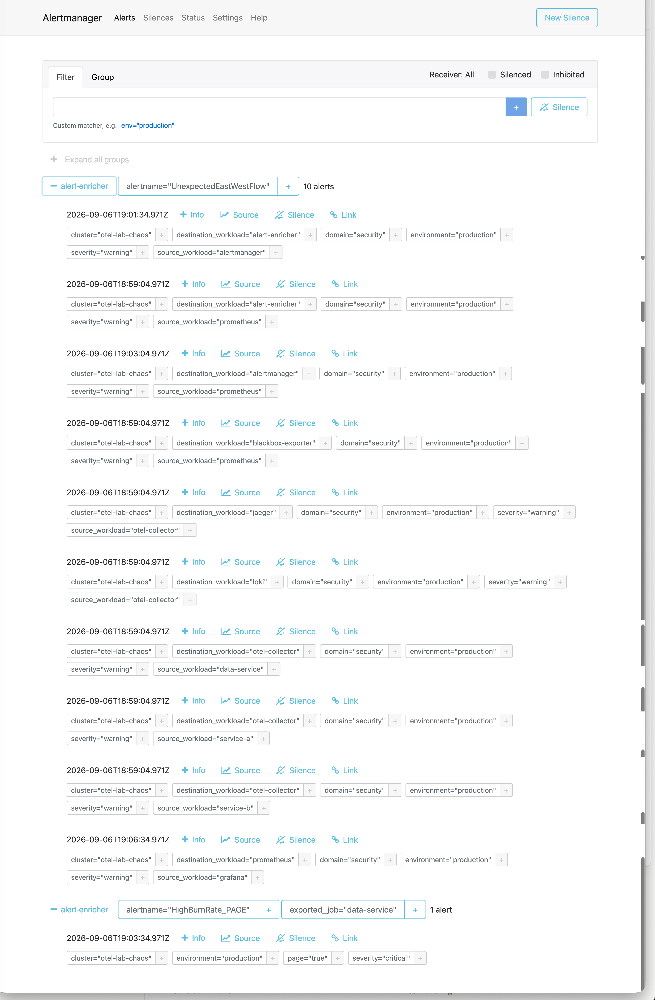 Alertmanager Alerts Silences Status Settings Help New Silence
Filter Group Receiver: All Silenced Inhibited
+ Silence
Custom matcher, e.g. env="production"
+ Expand all groups
− alert-enricher alertname="UnexpectedEastWestFlow" + 10 alerts
2026-09-06T19:01:34.971Z + Info Source Silence Link
cluster="otel-lab-chaos" + destination_workload="alert-enricher" + domain="security" + environment="production" +
severity="warning" + source_workload="alertmanager" +
2026-09-06T18:59:04.971Z + Info Source Silence Link
cluster="otel-lab-chaos" + destination_workload="alert-enricher" + domain="security" + environment="production" +
severity="warning" + source_workload="prometheus" +
2026-09-06T19:03:04.971Z + Info Source Silence Link
cluster="otel-lab-chaos" + destination_workload="alertmanager" + domain="security" + environment="production" +
severity="warning" + source_workload="prometheus" +
2026-09-06T18:59:04.971Z + Info Source Silence Link
cluster="otel-lab-chaos" + destination_workload="blackbox-exporter" + domain="security" + environment="production" +
severity="warning" + source_workload="prometheus" +
2026-09-06T18:59:04.971Z + Info Source Silence Link
cluster="otel-lab-chaos" + destination_workload="jaeger" + domain="security" + environment="production" + severity="warning" +
source_workload="otel-collector" +
2026-09-06T18:59:04.971Z + Info Source Silence Link
cluster="otel-lab-chaos" + destination_workload="loki" + domain="security" + environment="production" + severity="warning" +
source_workload="otel-collector" +
2026-09-06T18:59:04.971Z + Info Source Silence Link
cluster="otel-lab-chaos" + destination_workload="otel-collector" + domain="security" + environment="production" +
severity="warning" + source_workload="data-service" +
2026-09-06T18:59:04.971Z + Info Source Silence Link
cluster="otel-lab-chaos" + destination_workload="otel-collector" + domain="security" + environment="production" +
severity="warning" + source_workload="service-a" +
2026-09-06T18:59:04.971Z + Info Source Silence Link
cluster="otel-lab-chaos" + destination_workload="otel-collector" + domain="security" + environment="production" +
severity="warning" + source_workload="service-b" +
2026-09-06T19:06:34.971Z + Info Source Silence Link
cluster="otel-lab-chaos" + destination_workload="prometheus" + domain="security" + environment="production" +
severity="warning" + source_workload="grafana" +
− alert-enricher alertname="HighBurnRate_PAGE" + exported_job="data-service" + 1 alert
2026-09-06T19:03:34.971Z + Info Source Silence Link
cluster="otel-lab-chaos" + environment="production" + page="true" + severity="critical" +